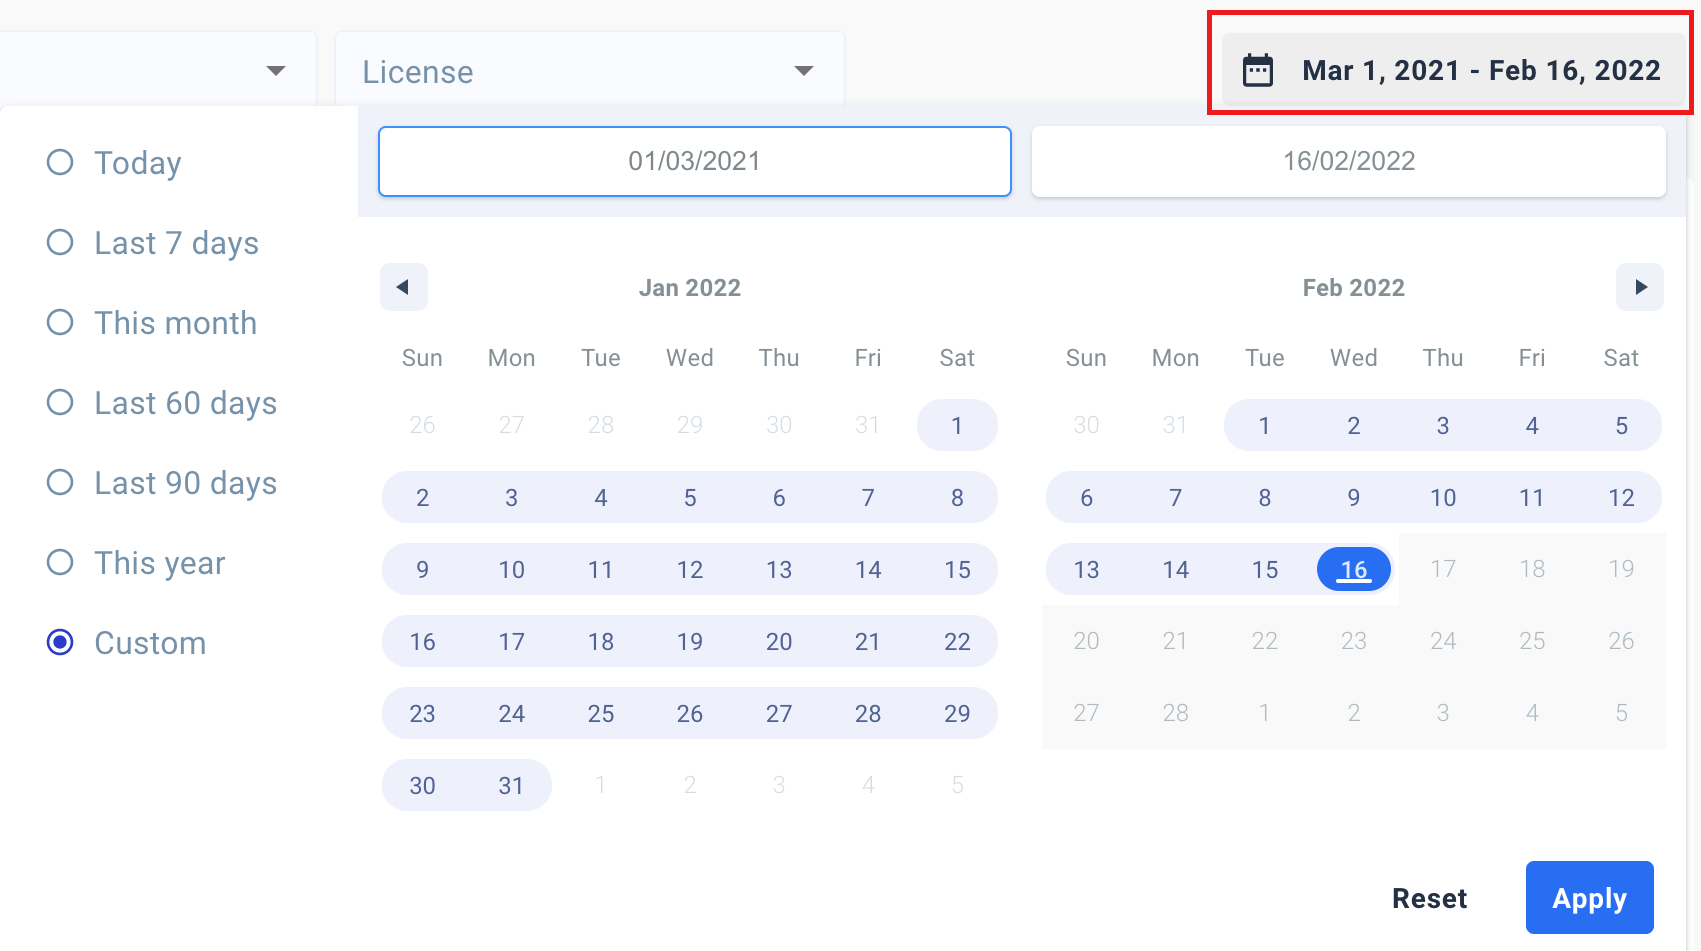 License
Mar 1, 2021 - Feb 16, 2022
Today
Last 7 days
This month
Last 60 days
Last 90 days
This year
Custom
01/03/2021
16/02/2022
Jan 2022
Sun Mon Tue Wed Thu Fri Sat
26 27 28 29 30 31 1
2 3 4 5 6 7 8
9 10 11 12 13 14 15
16 17 18 19 20 21 22
23 24 25 26 27 28 29
30 31 1 2 3 4 5
Feb 2022
Sun Mon Tue Wed Thu Fri Sat
30 31 1 2 3 4 5
6 7 8 9 10 11 12
13 14 15 16 17 18 19
20 21 22 23 24 25 26
27 28 1 2 3 4 5
Reset
Apply